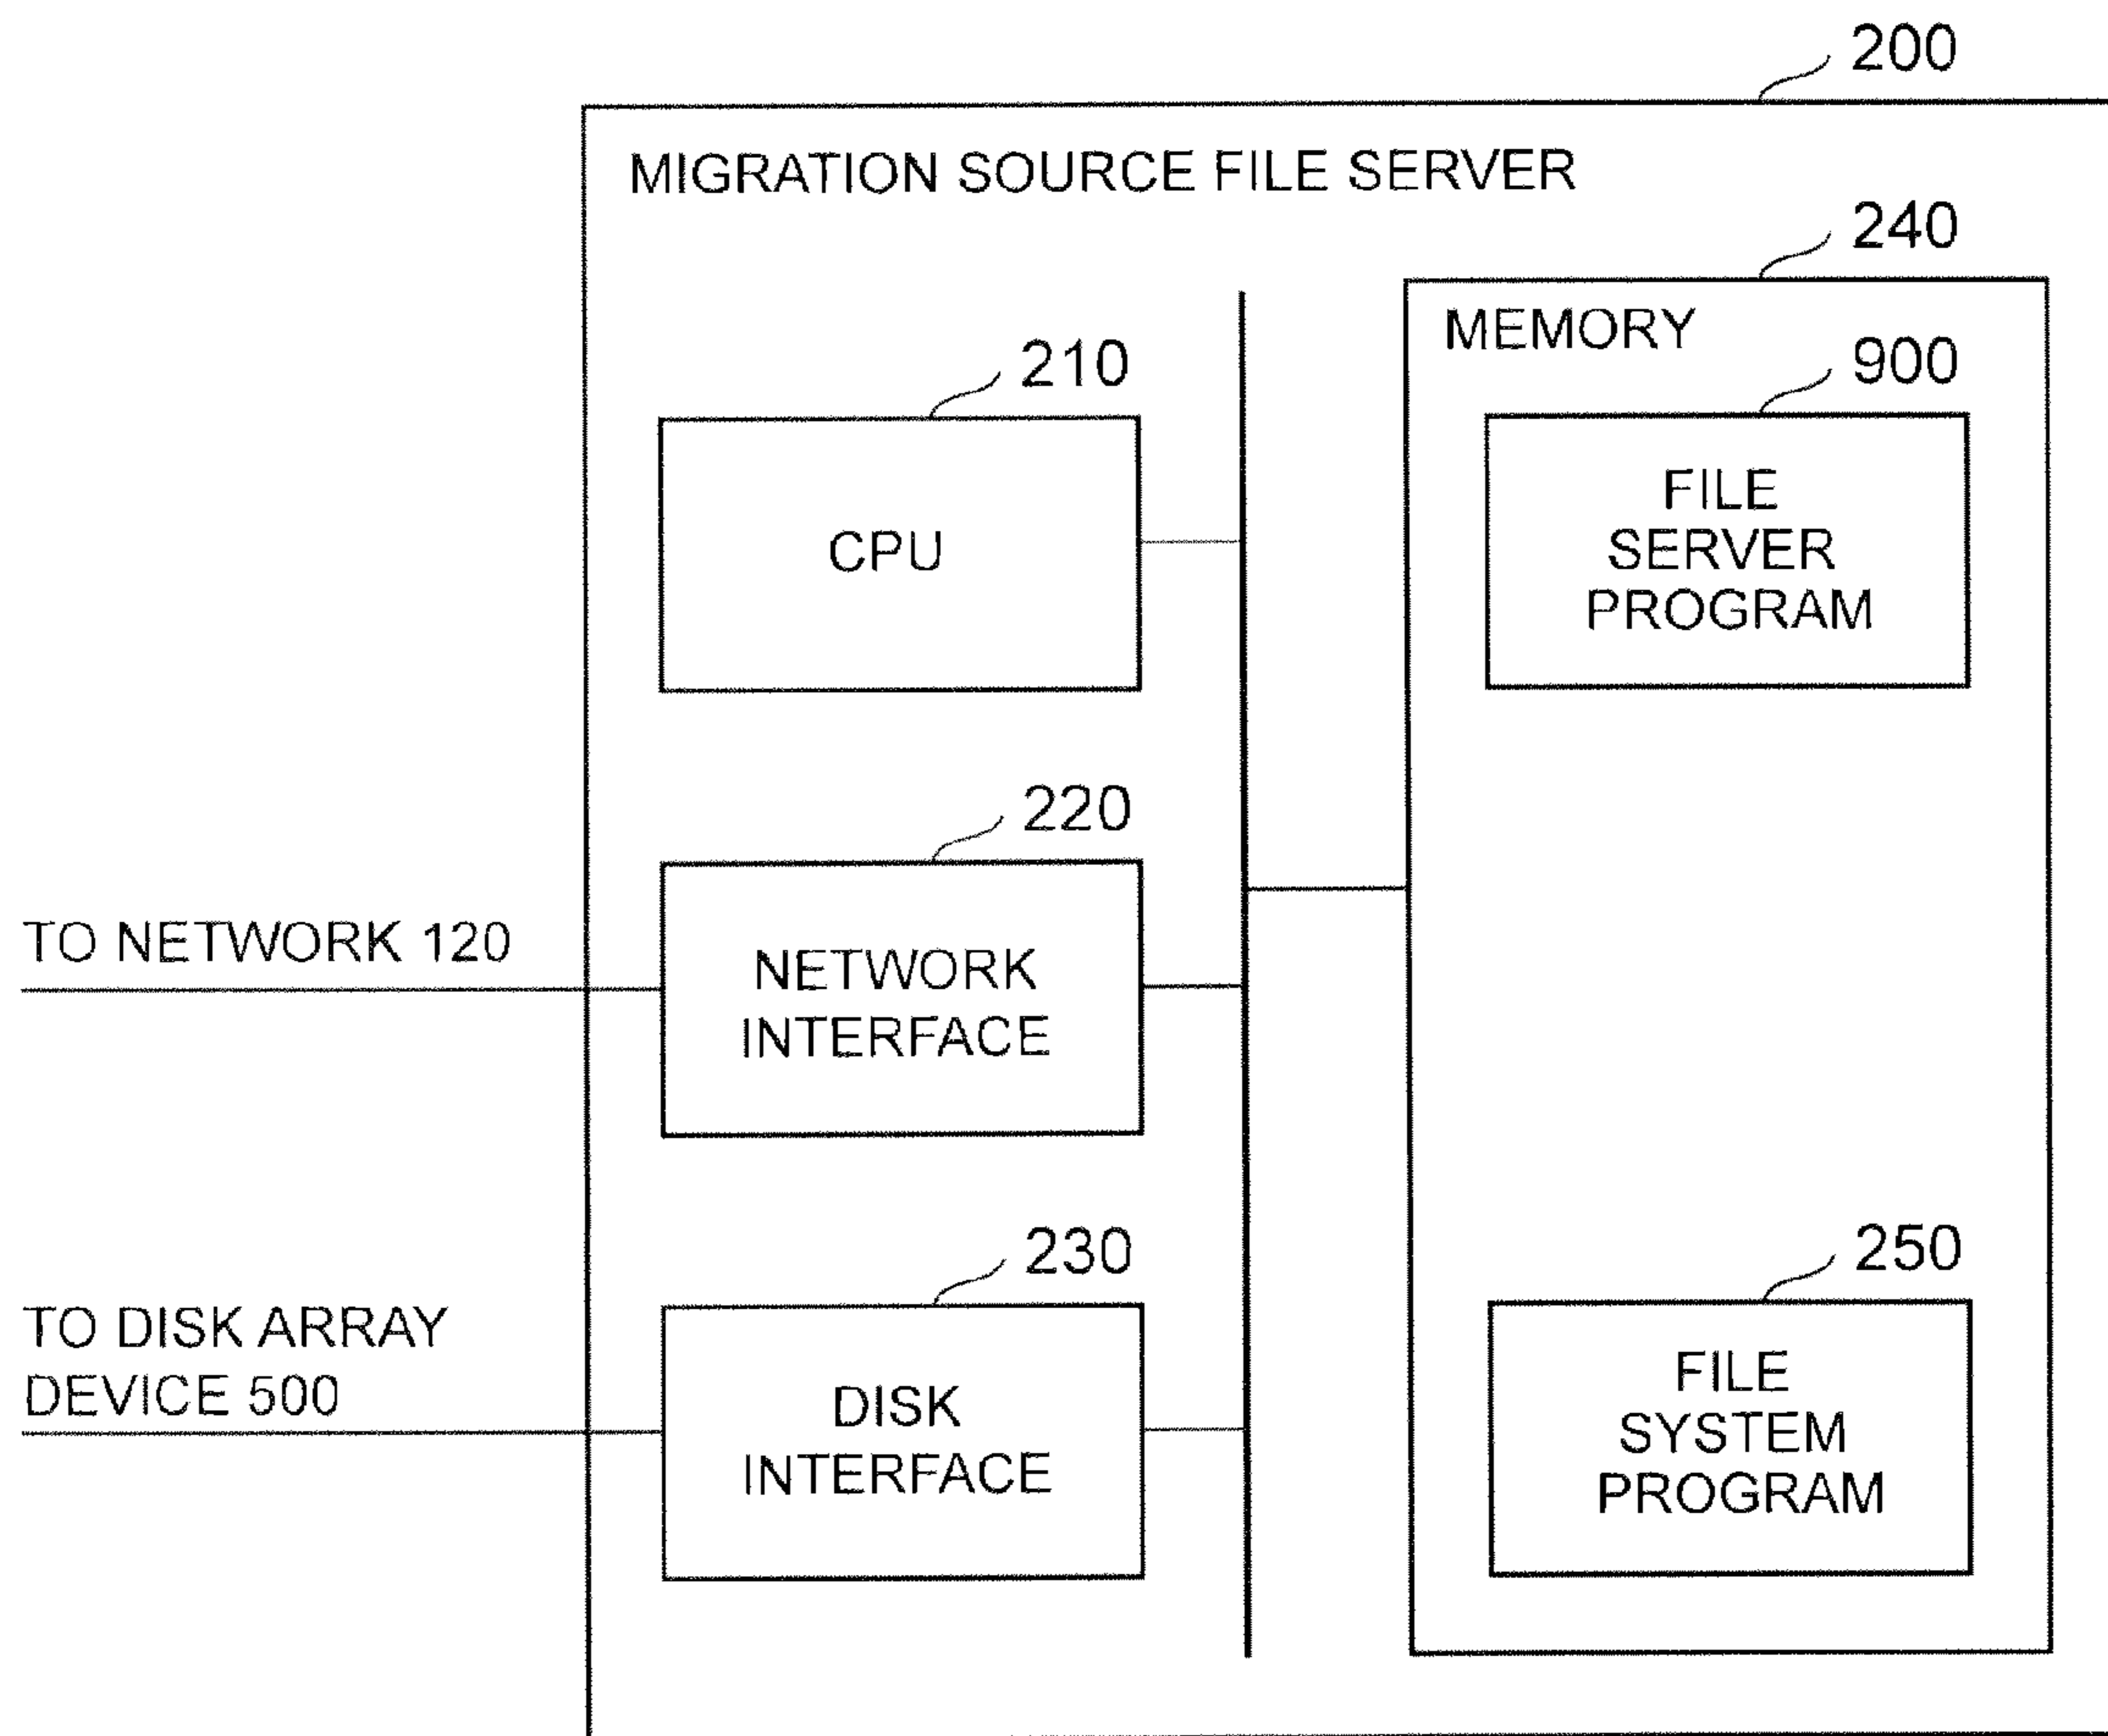 200
MIGRATION SOURCE FILE SERVER
240
MEMORY
210
900
CPU
FILE
SERVER
PROGRAM
220
TO NETWORK 120
NETWORK
INTERFACE
230
250
TO DISK ARRAY
DEVICE 500
DISK
INTERFACE
FILE
SYSTEM
PROGRAM